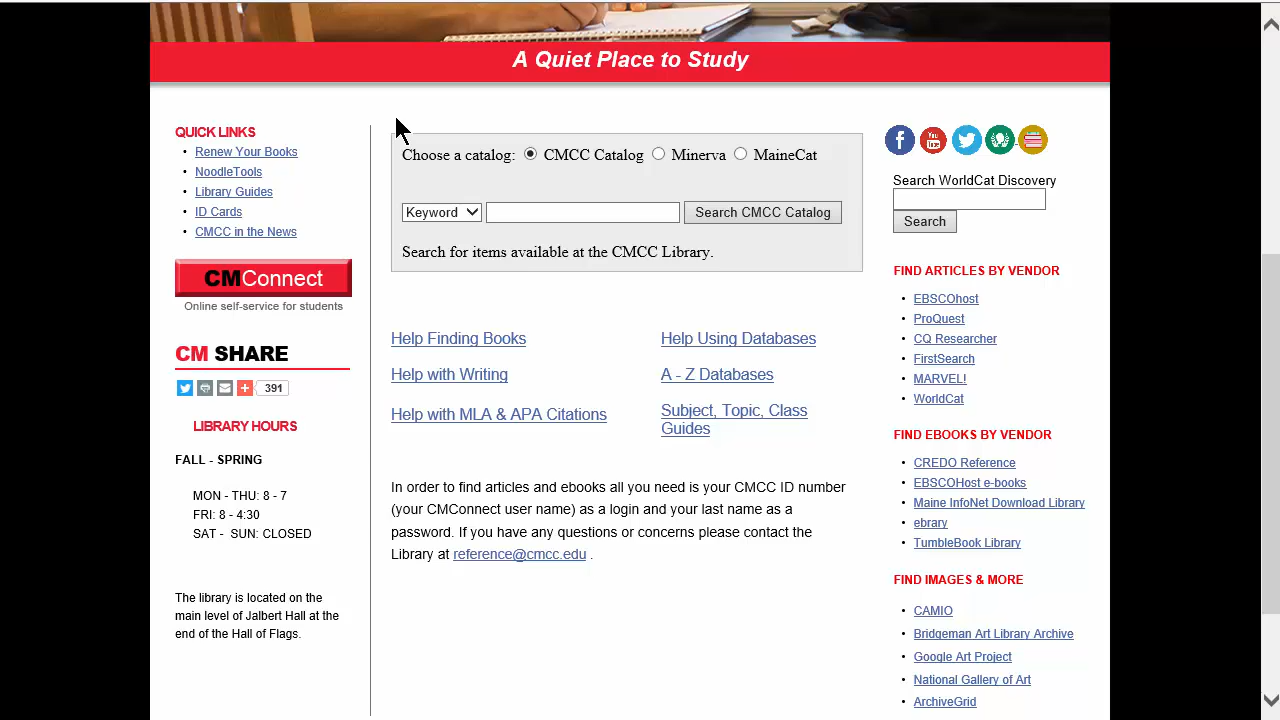 A Quiet Place to Study
QUICK LINKS
Renew Your Books
NoodleTools
Library Guides
ID Cards
CMCC in the News
CMConnect
Online self-service for students
CM SHARE
391
LIBRARY HOURS
FALL - SPRING
MON - THU: 8 - 7
FRI: 8 - 4:30
SAT - SUN: CLOSED
The library is located on the
main level of Jalbert Hall at the
end of the Hall of Flags.
Choose a catalog: CMCC Catalog Minerva MaineCat
Keyword Search CMCC Catalog
Search for items available at the CMCC Library.
Help Finding Books
Help Using Databases
Help with Writing
A - Z Databases
Help with MLA & APA Citations
Subject, Topic, Class
Guides
In order to find articles and ebooks all you need is your CMCC ID number
(your CMConnect user name) as a login and your last name as a
password. If you have any questions or concerns please contact the
Library at reference@cmcc.edu .
f You Tube
Search WorldCat Discovery
Search
FIND ARTICLES BY VENDOR
EBSCOhost
ProQuest
CQ Researcher
FirstSearch
MARVEL!
WorldCat
FIND EBOOKS BY VENDOR
CREDO Reference
EBSCOHost e-books
Maine InfoNet Download Library
ebrary
TumbleBook Library
FIND IMAGES & MORE
CAMIO
Bridgeman Art Library Archive
Google Art Project
National Gallery of Art
ArchiveGrid